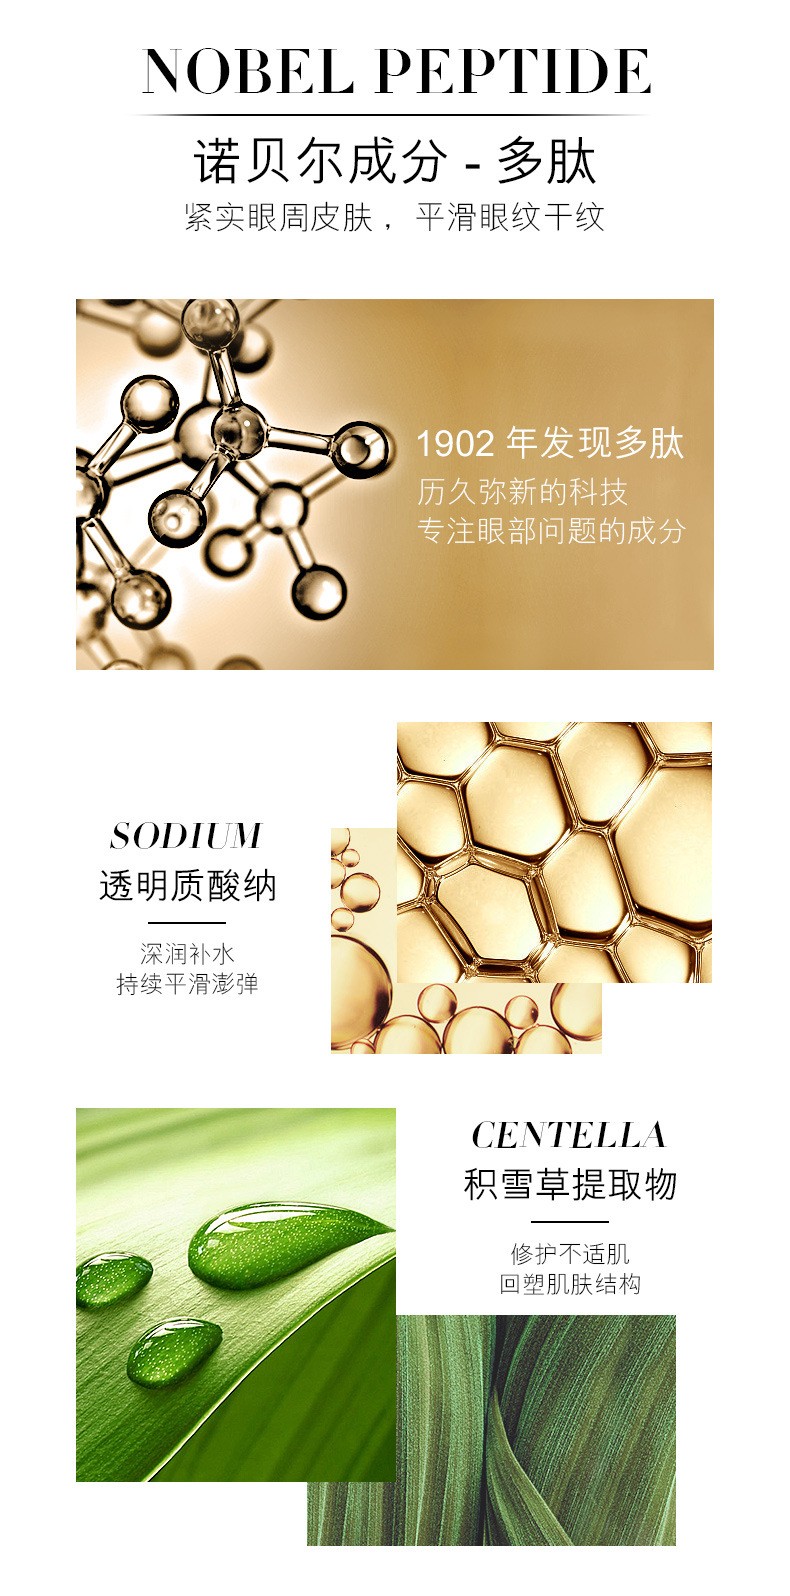 NOBEL PEPTIDE
诺贝尔成分 - 多肽
紧实眼周皮肤 ，平滑眼纹干纹
1902 年发现多肽
历久弥新的科技
专注眼部问题的成分
SODIUM
透明质酸纳
深润补水
持续平滑澎弹
CENTELLA
积雪草提取物
修护不适肌
回塑肌肤结构